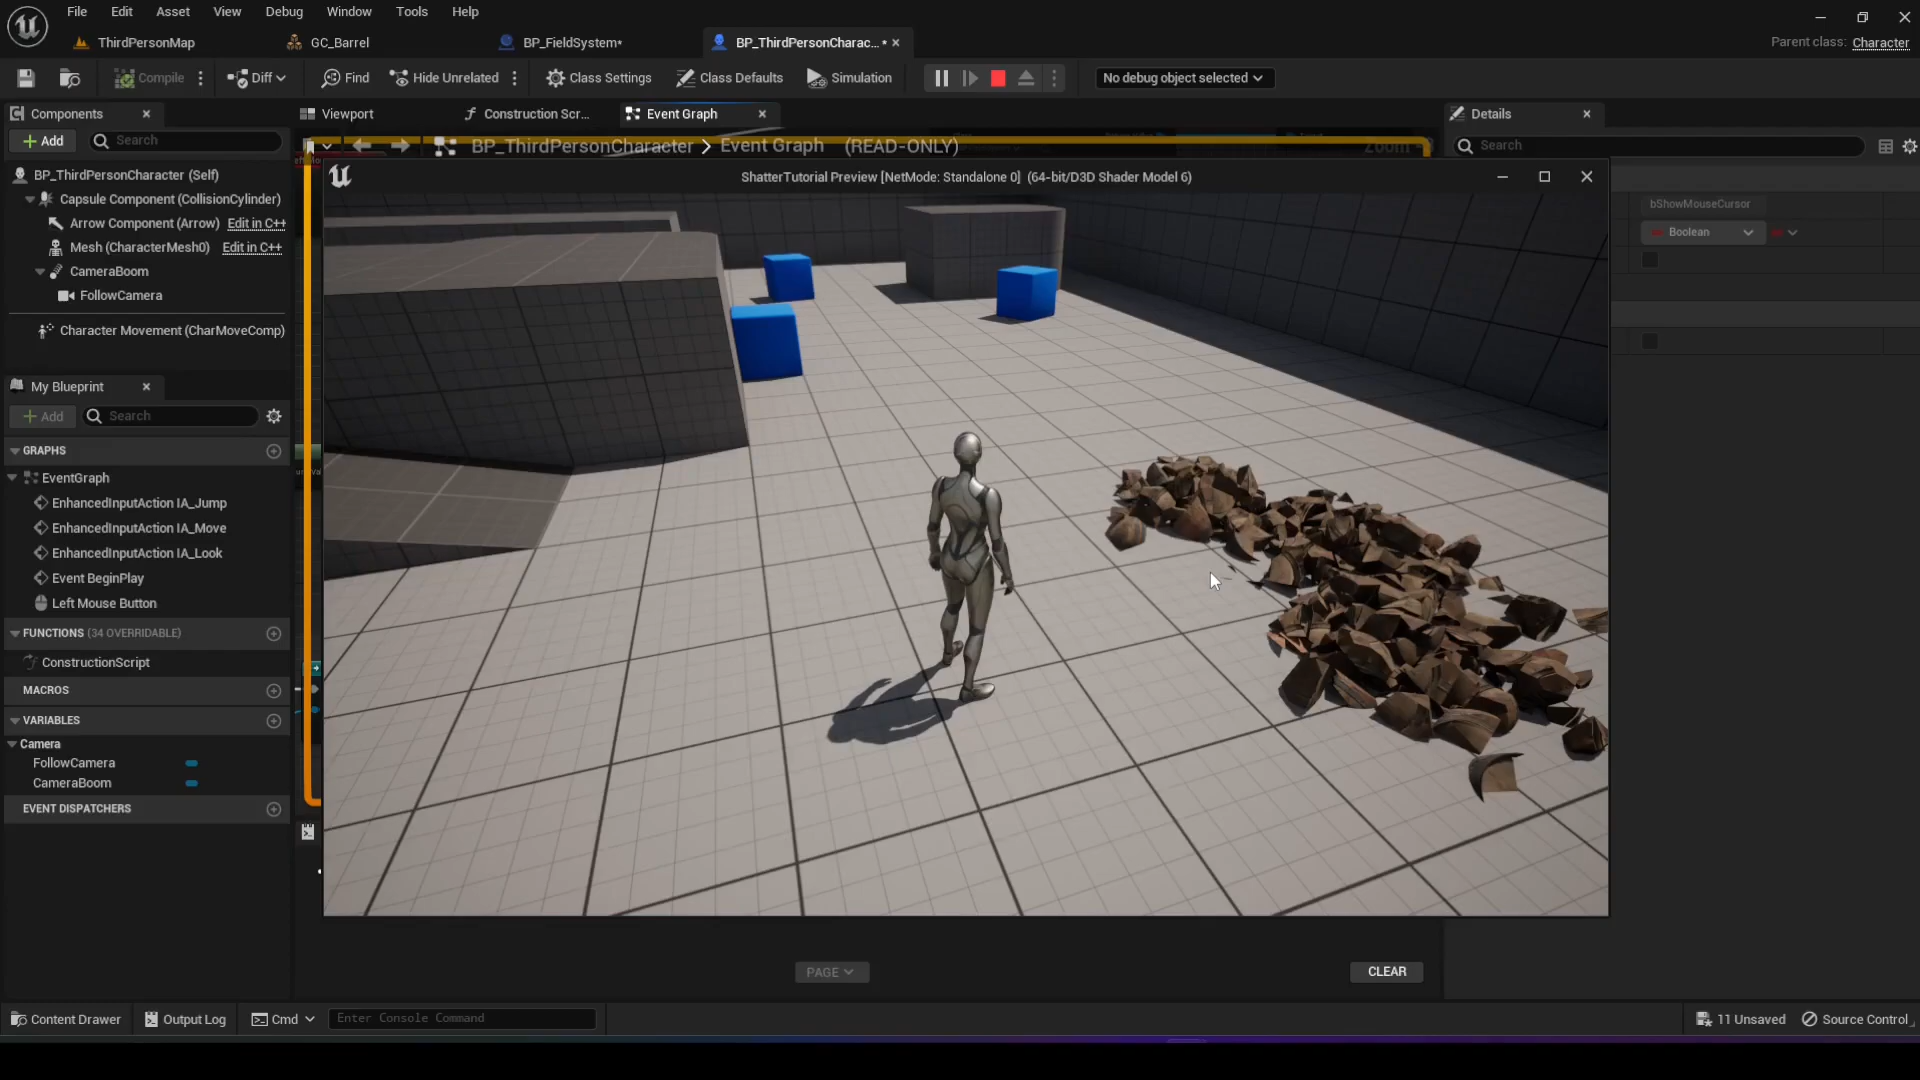 File Edit Asset View Debug Window Tools Help
ThirdPersonMap GC_Barrel BP_FieldSystem* BP_ThirdPersonCharac...*
Parent class: Character
Compile Diff Find Hide Unrelated Class Settings Class Defaults Simulation No debug object selected
Components
Viewport Construction Scr... Event Graph
Details
Add Search
BP_ThirdPersonCharacter > Event Graph (READ-ONLY) Zoom
Search
BP_ThirdPersonCharacter (Self)
Capsule Component (CollisionCylinder)
Arrow Component (Arrow) Edit in C++
Mesh (CharacterMesh0) Edit in C++
CameraBoom
FollowCamera
Character Movement (CharMoveComp)
ShatterTutorial Preview [NetMode: Standalone 0] (64-bit/D3D Shader Model 6)
bShowMouseCursor
Boolean
My Blueprint
Add Search
GRAPHS
EventGraph
EnhancedInputAction IA_Jump
EnhancedInputAction IA_Move
EnhancedInputAction IA_Look
Event BeginPlay
Left Mouse Button
FUNCTIONS (34 OVERRIDABLE)
ConstructionScript
MACROS
VARIABLES
Camera
FollowCamera
CameraBoom
EVENT DISPATCHERS
PAGE
CLEAR
Content Drawer Output Log Cmd Enter Console Command
11 Unsaved Source Control